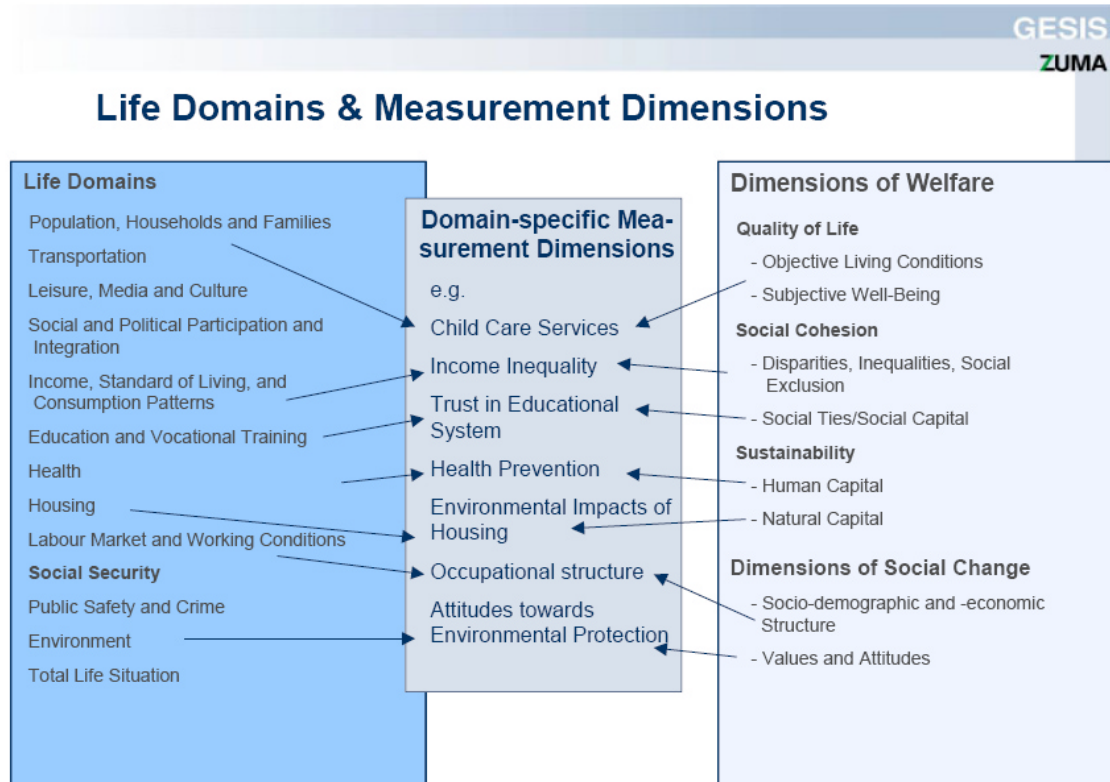 GESIS
ZUMA
Life Domains & Measurement Dimensions
Life Domains
Population, Households and Families
Transportation
Leisure, Media and Culture
Social and Political Participation and
Integration
Income, Standard of Living, and
Consumption Patterns
Education and Vocational Training
Health
Housing
Labour Market and Working Conditions
Social Security
Public Safety and Crime
Environment
Total Life Situation
Domain-specific Mea-
surement Dimensions
e.g.
Child Care Services
Income Inequality
Trust in Educational
System
Health Prevention
Environmental Impacts of
Housing
Occupational structure
Attitudes towards
Environmental Protection
Dimensions of Welfare
Quality of Life
- Objective Living Conditions
- Subjective Well-Being
Social Cohesion
- Disparities, Inequalities, Social
Exclusion
- Social Ties/Social Capital
Sustainability
- Human Capital
- Natural Capital
Dimensions of Social Change
- Socio-demographic and -economic
Structure
- Values and Attitudes